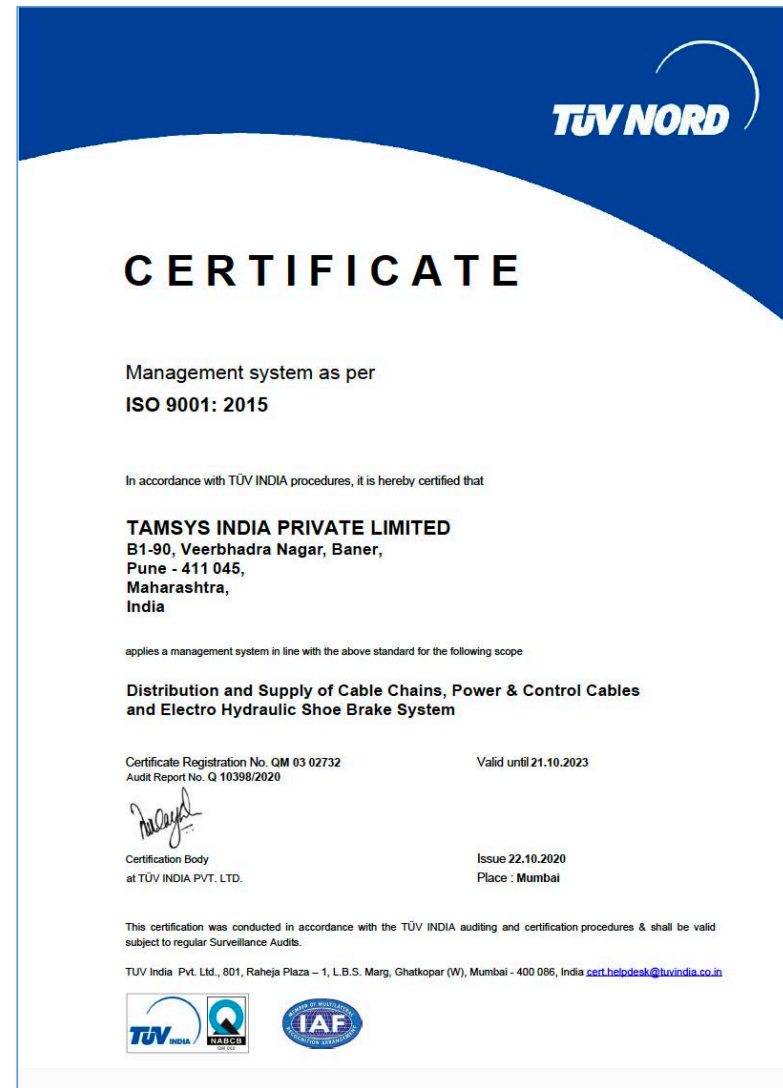 TÜV NORD
CERTIFICATE
Management system as per
ISO 9001: 2015
In accordance with TÜV INDIA procedures, it is hereby certified that
TAMSYS INDIA PRIVATE LIMITED
B1-90, Veerbhadra Nagar, Baner,
Pune - 411 045,
Maharashtra,
India
applies a management system in line with the above standard for the following scope
Distribution and Supply of Cable Chains, Power & Control Cables
and Electro Hydraulic Shoe Brake System
Certificate Registration No. QM 03 02732
Audit Report No. Q 10398/2020
Valid until 21.10.2023
Certification Body
at TÜV INDIA PVT. LTD.
Issue 22.10.2020
Place : Mumbai
This certification was conducted in accordance with the TÜV INDIA auditing and certification procedures & shall be valid
subject to regular Surveillance Audits.
TUV India Pvt. Ltd., 801, Raheja Plaza – 1, L.B.S. Marg, Ghatkopar (W), Mumbai - 400 086, India cert.helpdesk@tuvindia.co.in
TÜV INDIA
NABCB
MEMBER OF MULTILATERAL
IAF
RECOGNITION ARRANGEMENT